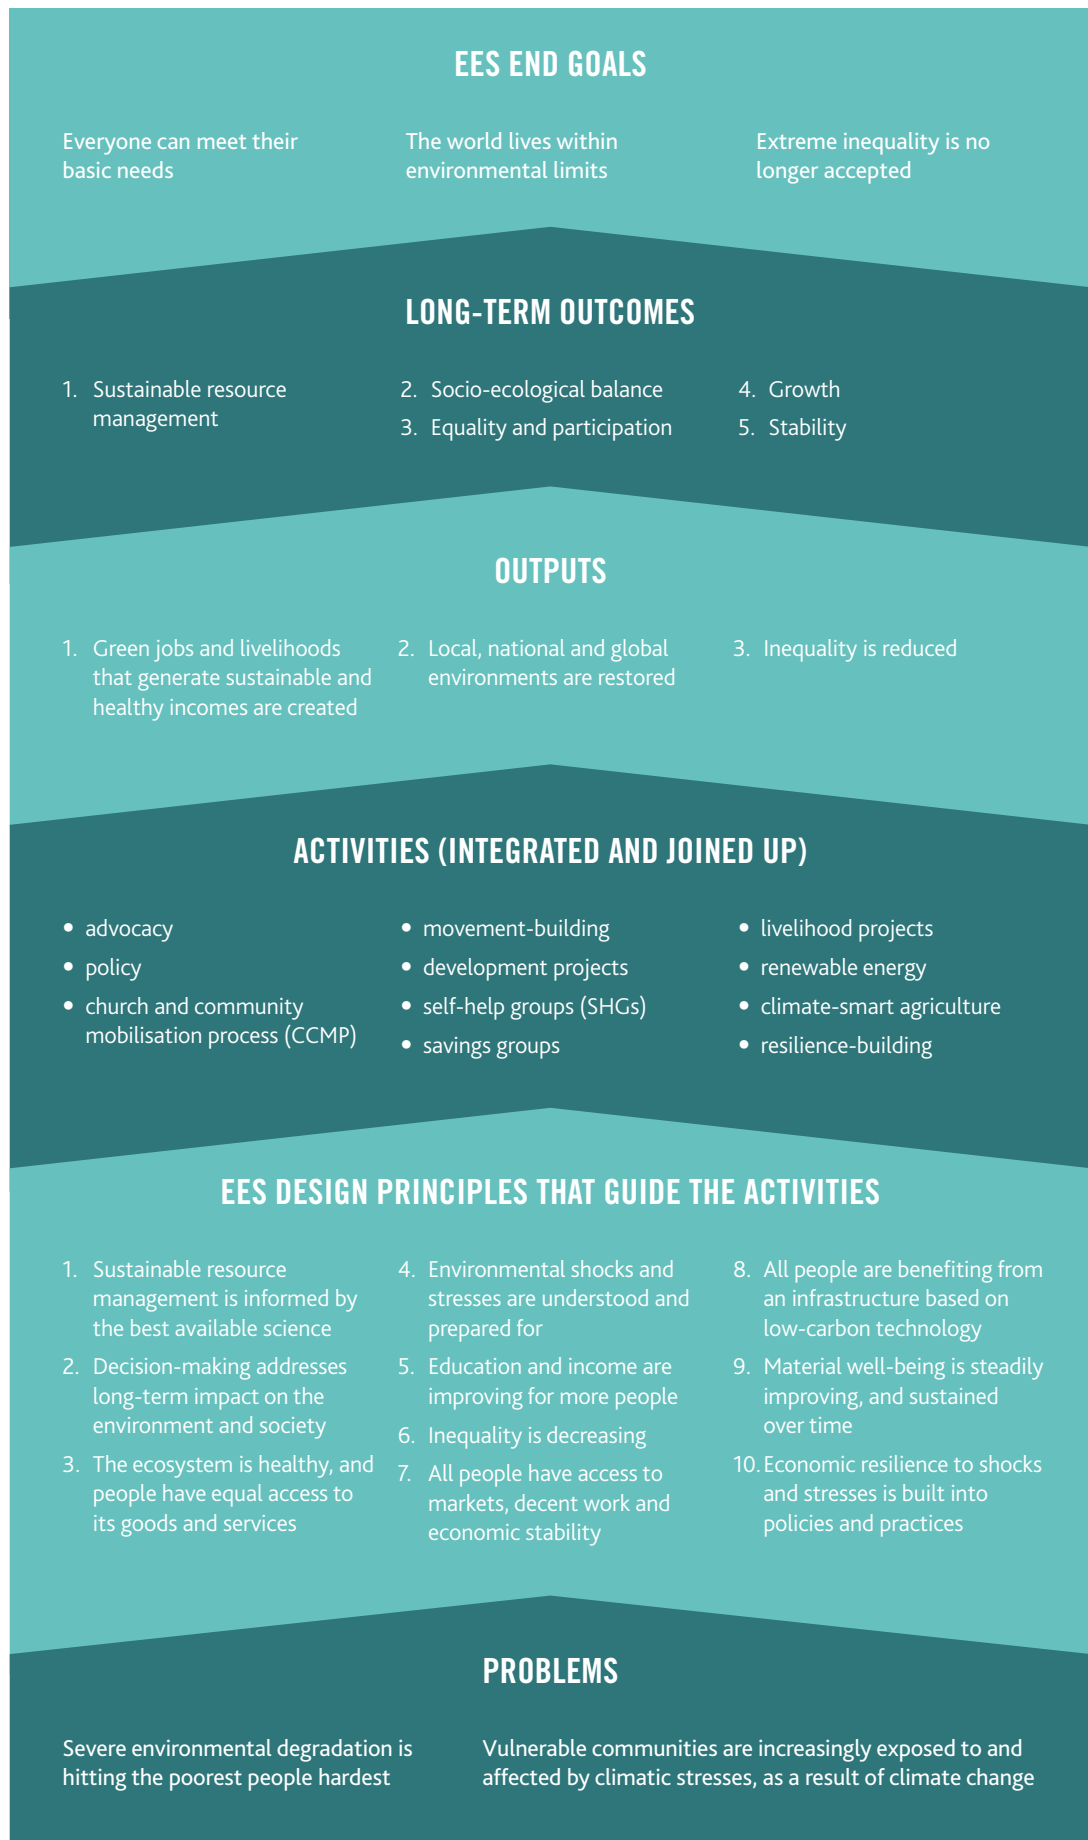 EES END GOALS
Everyone can meet their
basic needs
The world lives within
environmental limits
Extreme inequality is no
longer accepted
LONG-TERM OUTCOMES
1. Sustainable resource
management
2. Socio-ecological balance
3. Equality and participation
4. Growth
5. Stability
OUTPUTS
1. Green jobs and livelihoods
that generate sustainable and
healthy incomes are created
2. Local, national and global
environments are restored
3. Inequality is reduced
ACTIVITIES (INTEGRATED AND JOINED UP)
• advocacy
• policy
• church and community
mobilisation process (CCMP)
• movement-building
• development projects
• self-help groups (SHGs)
• savings groups
• livelihood projects
• renewable energy
• climate-smart agriculture
• resilience-building
EES DESIGN PRINCIPLES THAT GUIDE THE ACTIVITIES
1. Sustainable resource
management is informed by
the best available science
2. Decision-making addresses
long-term impact on the
environment and society
3. The ecosystem is healthy, and
people have equal access to
its goods and services
4. Environmental shocks and
stresses are understood and
prepared for
5. Education and income are
improving for more people
6. Inequality is decreasing
7. All people have access to
markets, decent work and
economic stability
8. All people are benefiting from
an infrastructure based on
low-carbon technology
9. Material well-being is steadily
improving, and sustained
over time
10. Economic resilience to shocks
and stresses is built into
policies and practices
PROBLEMS
Severe environmental degradation is
hitting the poorest people hardest
Vulnerable communities are increasingly exposed to and
affected by climatic stresses, as a result of climate change